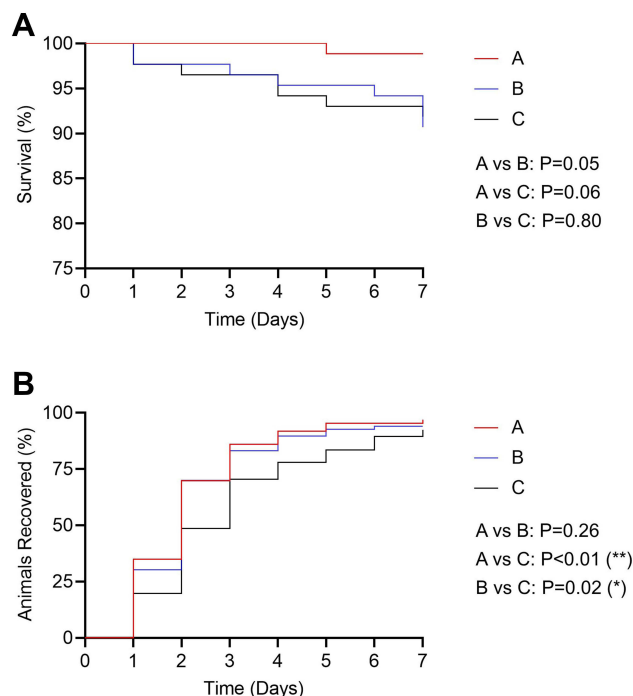 A
100
95
90
85
80
75
Survival (%)
0 1 2 3 4 5 6 7
Time (Days)
A
B
C
A vs B: P=0.05
A vs C: P=0.06
B vs C: P=0.80
B
100
75
50
25
0
Animals Recovered (%)
0 1 2 3 4 5 6 7
Time (Days)
A
B
C
A vs B: P=0.26
A vs C: P<0.01 (**)
B vs C: P=0.02 (*)